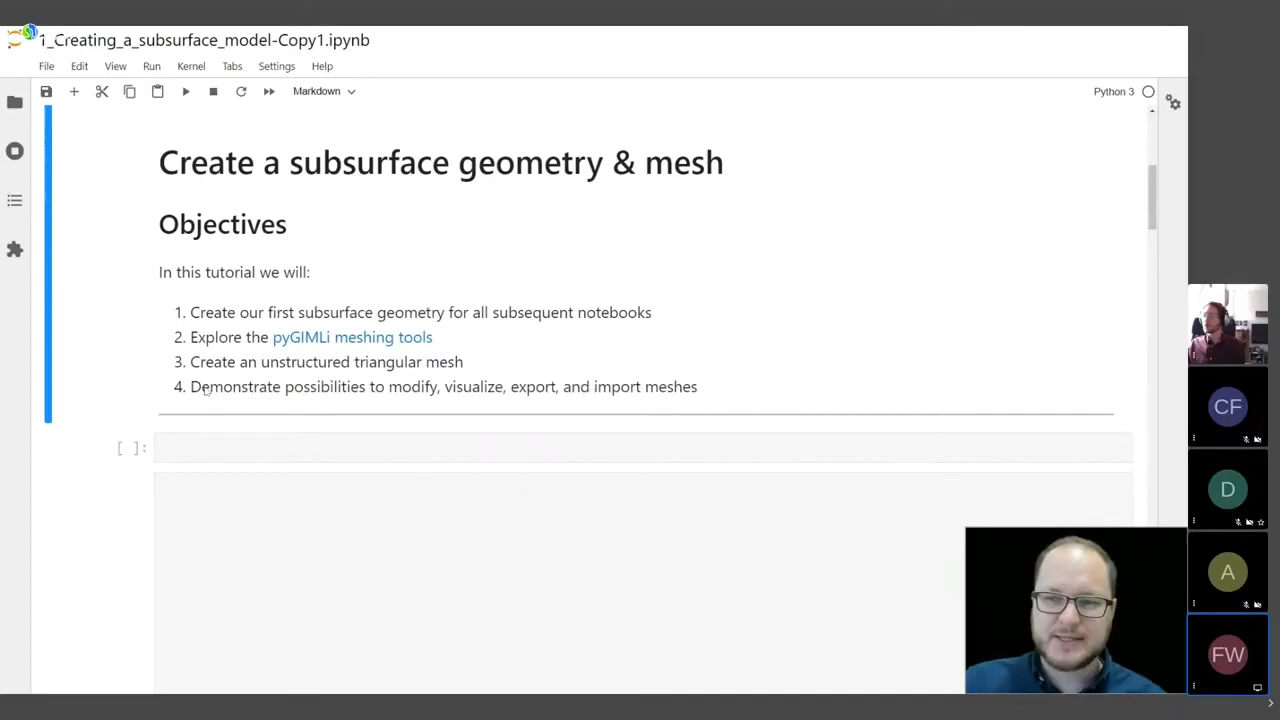 1_Creating_a_subsurface_model-Copy1.ipynb
File Edit View Run Kernel Tabs Settings Help
Markdown
Python 3
Create a subsurface geometry & mesh
Objectives
In this tutorial we will:
1. Create our first subsurface geometry for all subsequent notebooks
2. Explore the pyGIMLi meshing tools
3. Create an unstructured triangular mesh
4. Demonstrate possibilities to modify, visualize, export, and import meshes
[ ]:
CF
D
A
FW